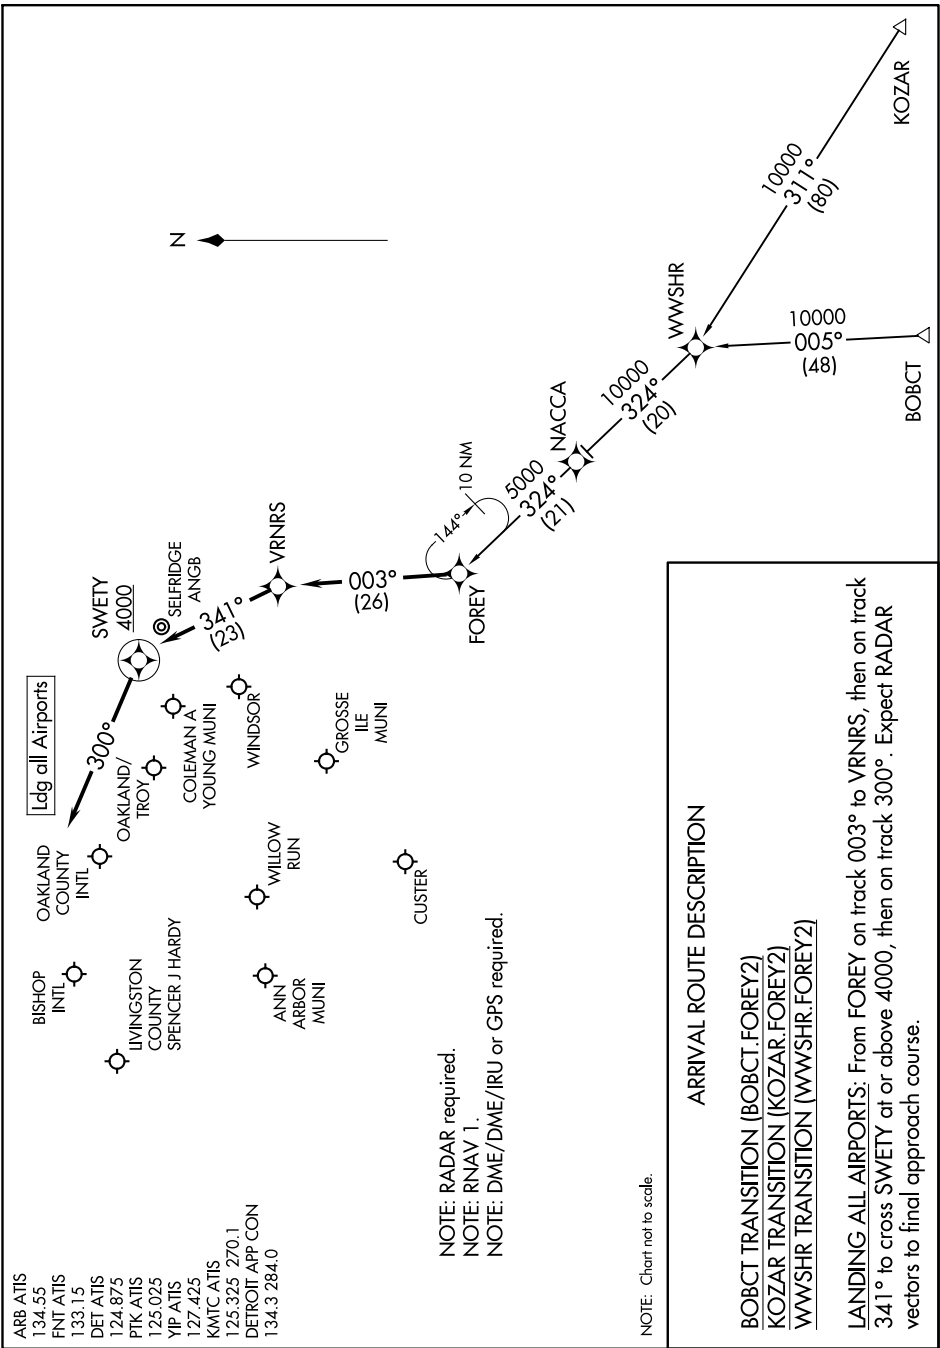 ARB ATIS
134.55
FNT ATIS
133.15
DET ATIS
124.875
PTK ATIS
125.025
YIP ATIS
127.425
KMTC ATIS
125.325 270.1
DETROIT APP CON
134.3 284.0
BISHOP
INTL
LIVINGSTON
COUNTY
SPENCER J HARDY
OAKLAND
COUNTY
INTL
Ldg all Airports
300°
OAKLAND/
TROY
SWETY
4000
SELFRIDGE
ANGB
COLEMAN A
YOUNG MUNI
341°
(23)
WINDSOR
VRNRS
ANN
ARBOR
MUNI
WILLOW
RUN
GROSSE
ILE
MUNI
003°
(26)
CUSTER
FOREY
144°
10 NM
5000
324°
(21)
NACCA
10000
324°
(20)
WWSHR
10000
311°
(80)
KOZAR
10000
005°
(48)
BOBCT
N
NOTE: RADAR required.
NOTE: RNAV 1.
NOTE: DME/DME/IRU or GPS required.
NOTE: Chart not to scale.
ARRIVAL ROUTE DESCRIPTION
BOBCT TRANSITION (BOBCT.FOREY2)
KOZAR TRANSITION (KOZAR.FOREY2)
WWSHR TRANSITION (WWSHR.FOREY2)
LANDING ALL AIRPORTS: From FOREY on track 003° to VRNRS, then on track
341° to cross SWETY at or above 4000, then on track 300°. Expect RADAR
vectors to final approach course.